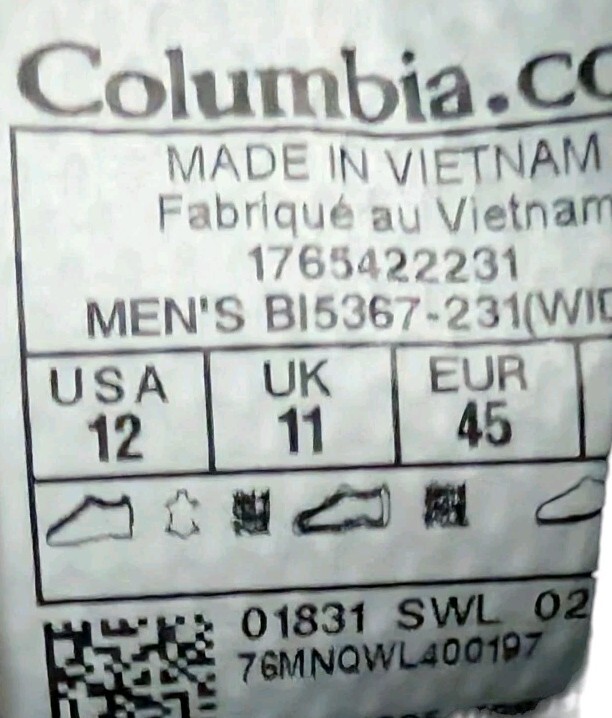 Columbia.CO
MADE IN VIETNAM
Fabriqué au Vietnam
1765422231
MEN'S BI5367-231(WID
USA UK EUR
12 11 45
01831 SWL 02
76MNQWL400197